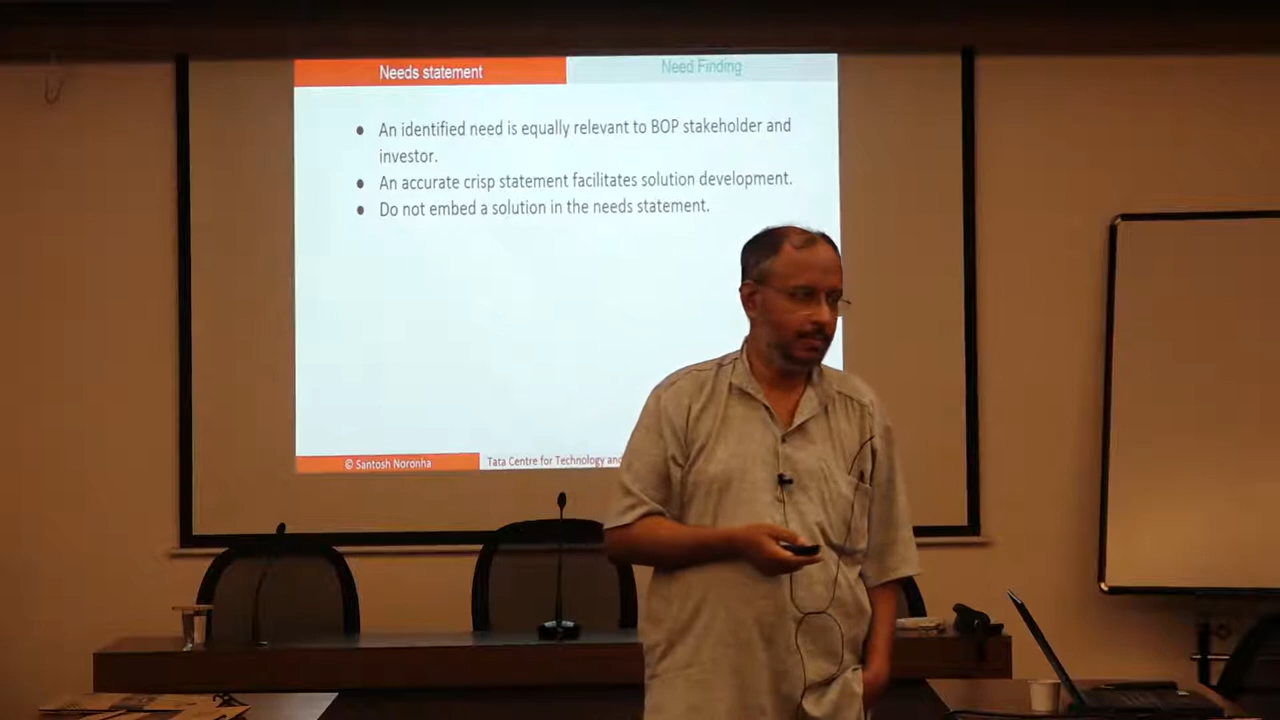 Needs statement
Need Finding
● An identified need is equally relevant to BOP stakeholder and
investor.
● An accurate crisp statement facilitates solution development.
● Do not embed a solution in the needs statement.
© Santosh Noronha
Tata Centre for Technology and